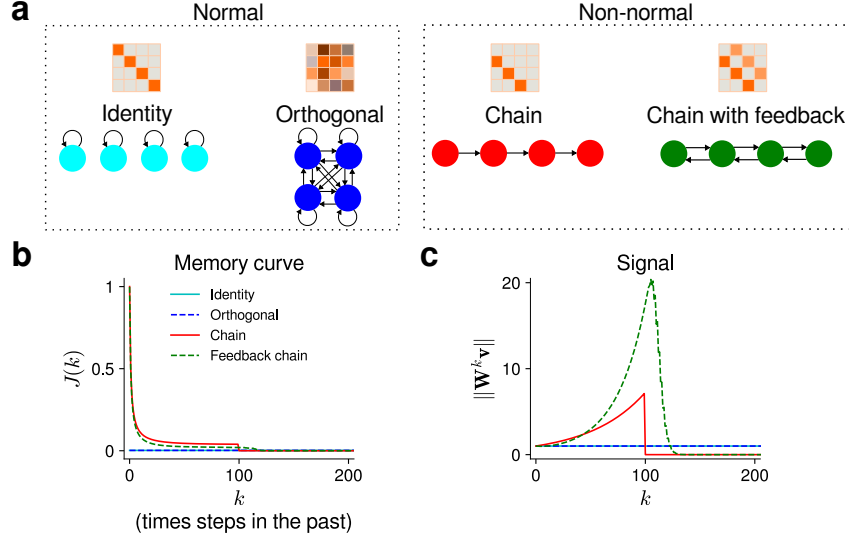 a
Normal
Non-normal
Identity
Orthogonal
Chain
Chain with feedback
b
Memory curve
1
0.5
0
J(k)
Identity
Orthogonal
Chain
Feedback chain
0
100
200
k
(times steps in the past)
c
Signal
20
10
0
||W^k v||
0
100
200
k